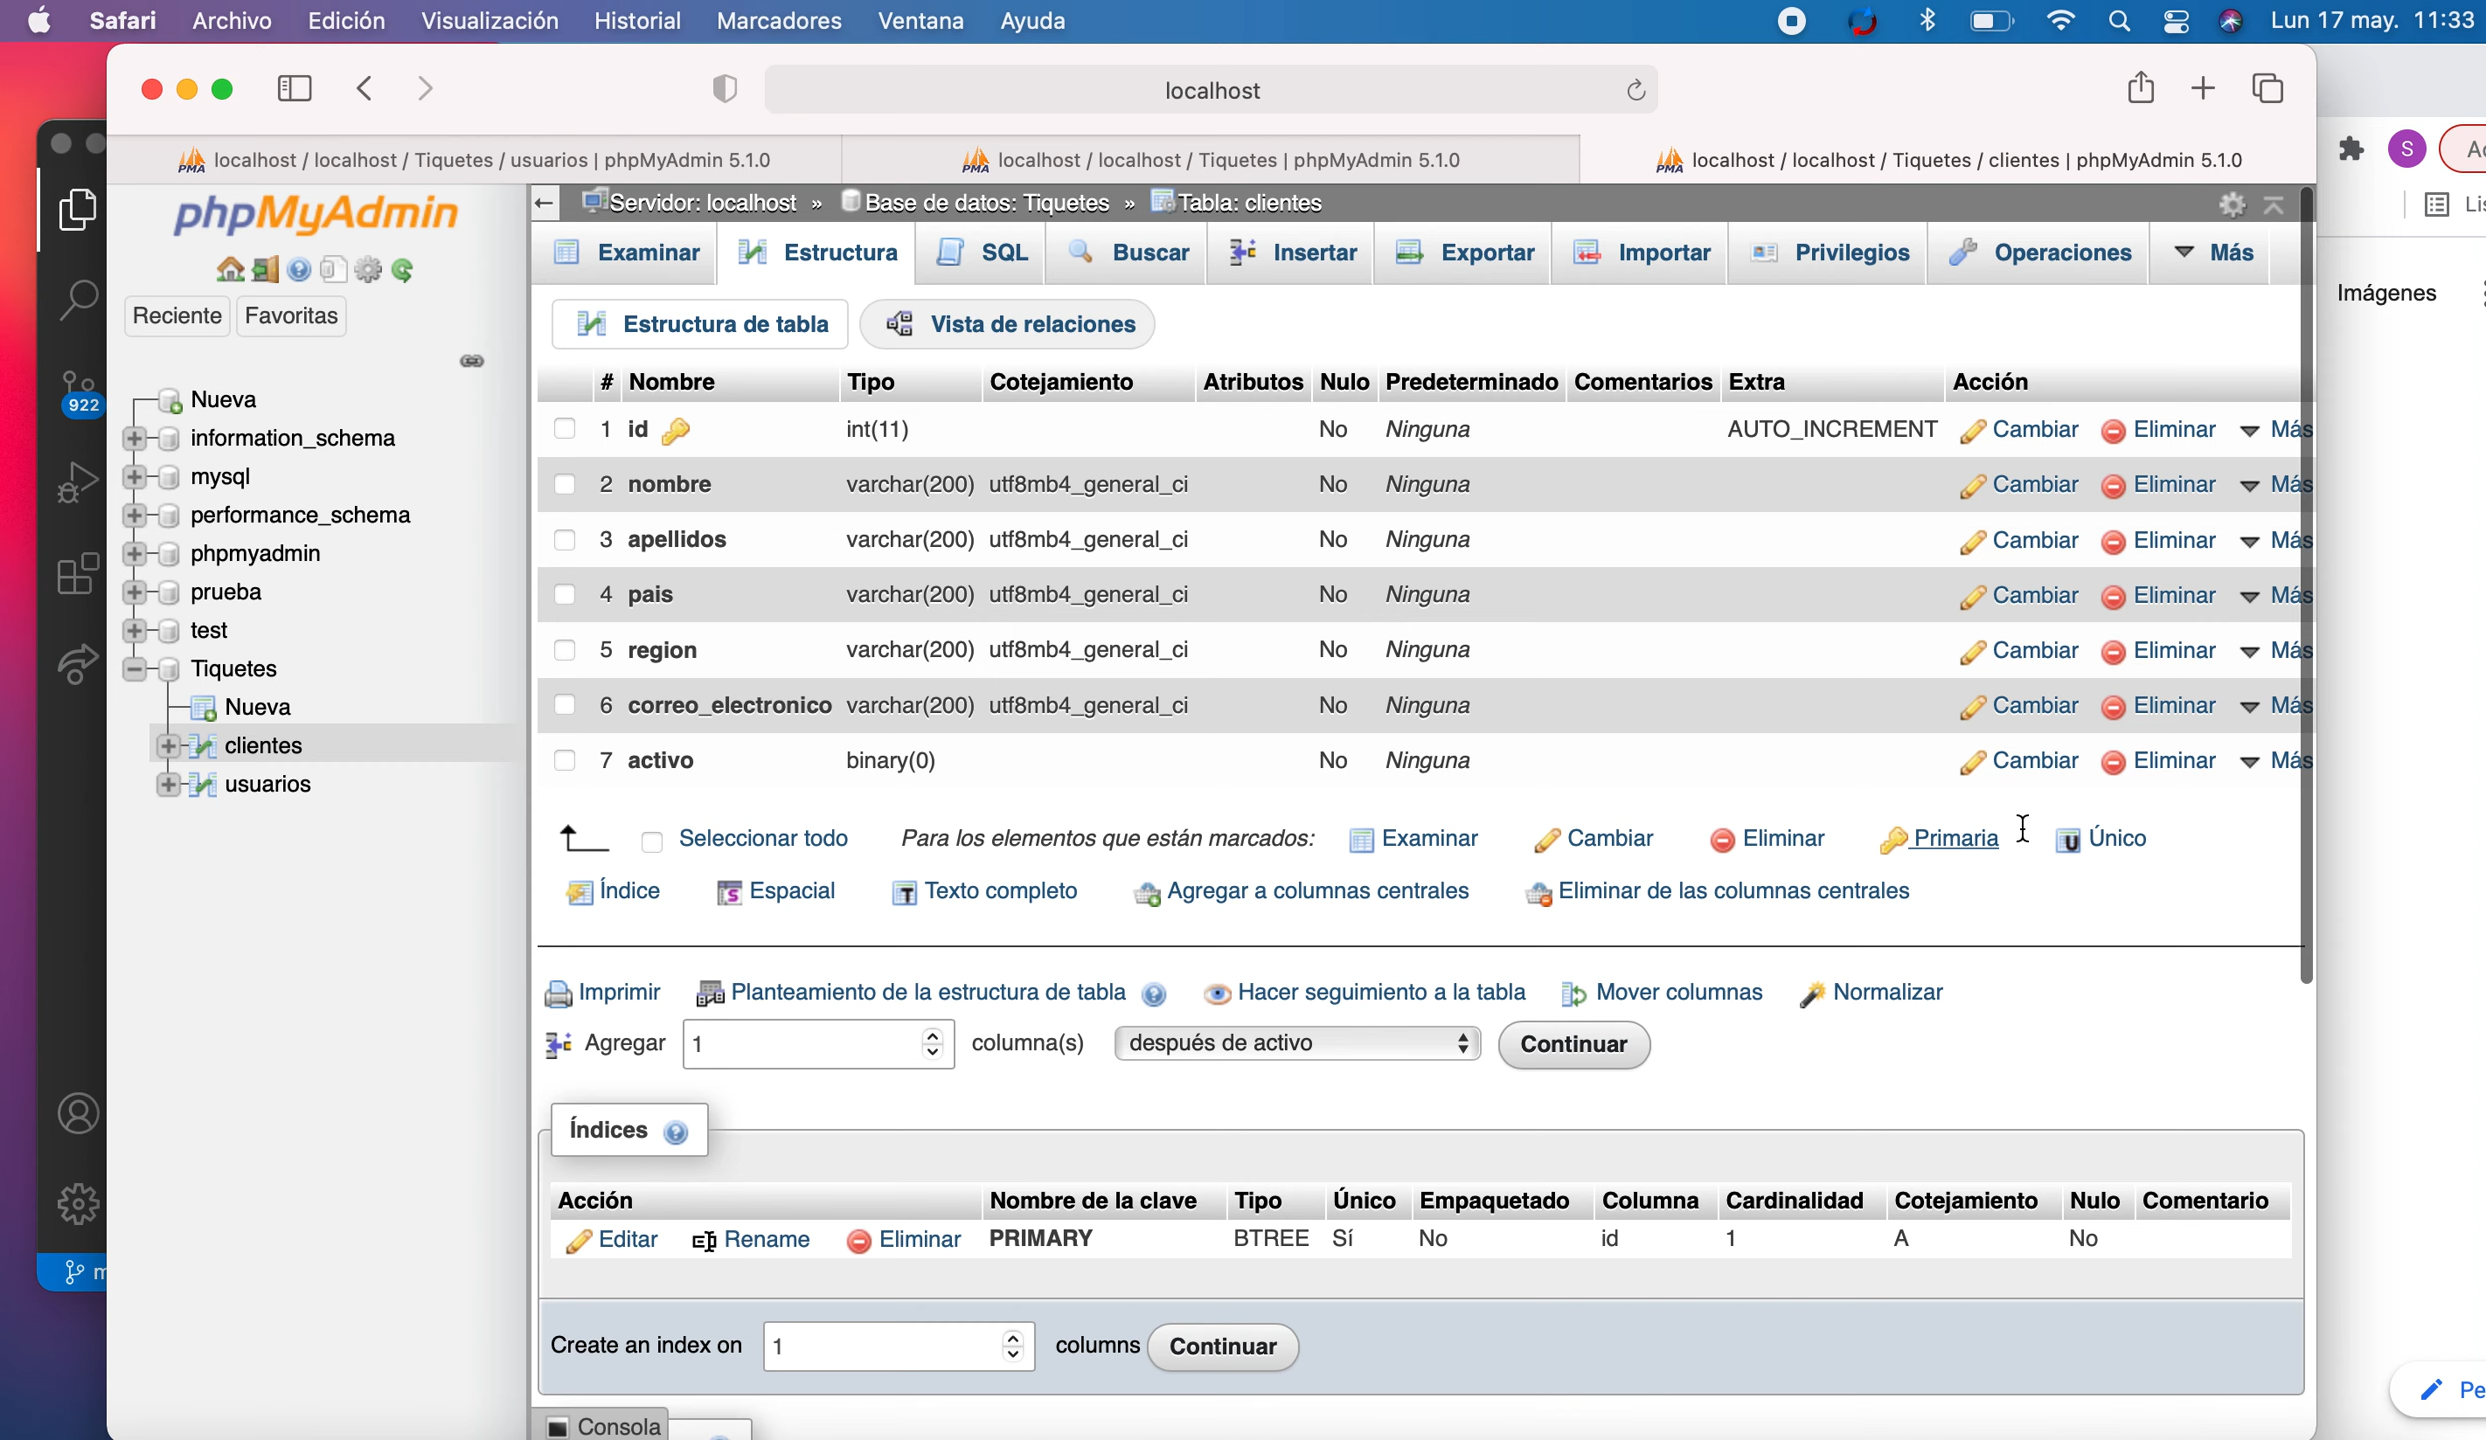 Safari Archivo Edición Visualización Historial Marcadores Ventana Ayuda Lun 17 may. 11:33
localhost
localhost / localhost / Tiquetes / usuarios | phpMyAdmin 5.1.0 localhost / localhost / Tiquetes | phpMyAdmin 5.1.0 localhost / localhost / Tiquetes / clientes | phpMyAdmin 5.1.0
S
phpMyAdmin
Reciente Favoritas
Nueva
information_schema
mysql
performance_schema
phpmyadmin
prueba
test
Tiquetes
Nueva
clientes
usuarios
922
Servidor: localhost » Base de datos: Tiquetes » Tabla: clientes
Examinar Estructura SQL Buscar Insertar Exportar Importar Privilegios Operaciones Más
Estructura de tabla Vista de relaciones
# Nombre Tipo Cotejamiento Atributos Nulo Predeterminado Comentarios Extra Acción
1 id int(11) No Ninguna AUTO_INCREMENT Cambiar Eliminar Más
2 nombre varchar(200) utf8mb4_general_ci No Ninguna Cambiar Eliminar Más
3 apellidos varchar(200) utf8mb4_general_ci No Ninguna Cambiar Eliminar Más
4 pais varchar(200) utf8mb4_general_ci No Ninguna Cambiar Eliminar Más
5 region varchar(200) utf8mb4_general_ci No Ninguna Cambiar Eliminar Más
6 correo_electronico varchar(200) utf8mb4_general_ci No Ninguna Cambiar Eliminar Más
7 activo binary(0) No Ninguna Cambiar Eliminar Más
Seleccionar todo Para los elementos que están marcados: Examinar Cambiar Eliminar Primaria Único
Índice Espacial Texto completo Agregar a columnas centrales Eliminar de las columnas centrales
Imprimir Planteamiento de la estructura de tabla Hacer seguimiento a la tabla Mover columnas Normalizar
Agregar 1 columna(s) después de activo Continuar
Índices
Acción Nombre de la clave Tipo Único Empaquetado Columna Cardinalidad Cotejamiento Nulo Comentario
Editar Rename Eliminar PRIMARY BTREE Sí No id 1 A No
Create an index on 1 columns Continuar
Consola
Imágenes